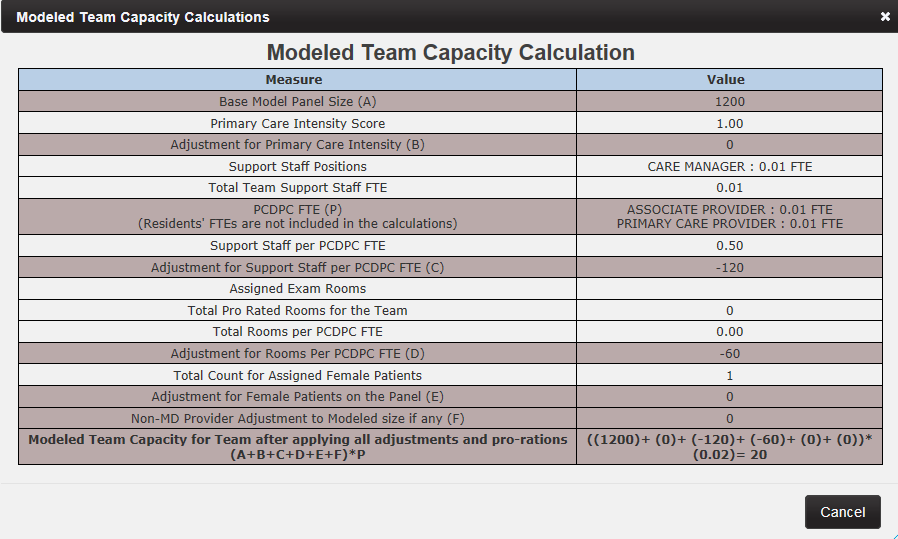 Modeled Team Capacity Calculations
Modeled Team Capacity Calculation
Measure Value
Base Model Panel Size (A) 1200
Primary Care Intensity Score 1.00
Adjustment for Primary Care Intensity (B) 0
Support Staff Positions CARE MANAGER : 0.01 FTE
Total Team Support Staff FTE 0.01
PCDPC FTE (P) ASSOCIATE PROVIDER : 0.01 FTE
(Residents' FTEs are not included in the calculations) PRIMARY CARE PROVIDER : 0.01 FTE
Support Staff per PCDPC FTE 0.50
Adjustment for Support Staff per PCDPC FTE (C) -120
Assigned Exam Rooms
Total Pro Rated Rooms for the Team 0
Total Rooms per PCDPC FTE 0.00
Adjustment for Rooms Per PCDPC FTE (D) -60
Total Count for Assigned Female Patients 1
Adjustment for Female Patients on the Panel (E) 0
Non-MD Provider Adjustment to Modeled size if any (F) 0
Modeled Team Capacity for Team after applying all adjustments and pro-rations ((1200)+ (0)+ (-120)+ (-60)+ (0)+ (0))*
(A+B+C+D+E+F)*P (0.02)= 20
Cancel